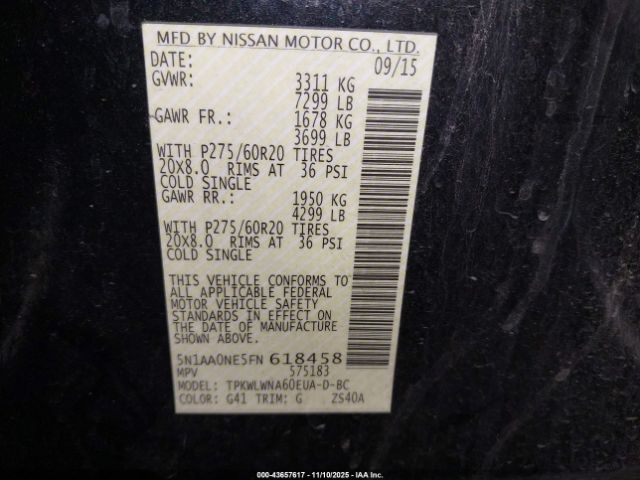 MFD BY NISSAN MOTOR CO., LTD.
DATE: 09/15
GVWR: 3311 KG
7299 LB
GAWR FR.: 1678 KG
3699 LB
WITH P275/60R20 TIRES
20X8.0 RIMS AT 36 PSI
COLD SINGLE
GAWR RR.: 1950 KG
4299 LB
WITH P275/60R20 TIRES
20X8.0 RIMS AT 36 PSI
COLD SINGLE
THIS VEHICLE CONFORMS TO
ALL APPLICABLE FEDERAL
MOTOR VEHICLE SAFETY
STANDARDS IN EFFECT ON
THE DATE OF MANUFACTURE
SHOWN ABOVE.
5N1AA0NE5FN 618458
MPV 575183
MODEL: TPKWLWNA60EUA-D-BC
COLOR: G41 TRIM: G ZS40A
000-43657617 - 11/10/2025 - IAA Inc.